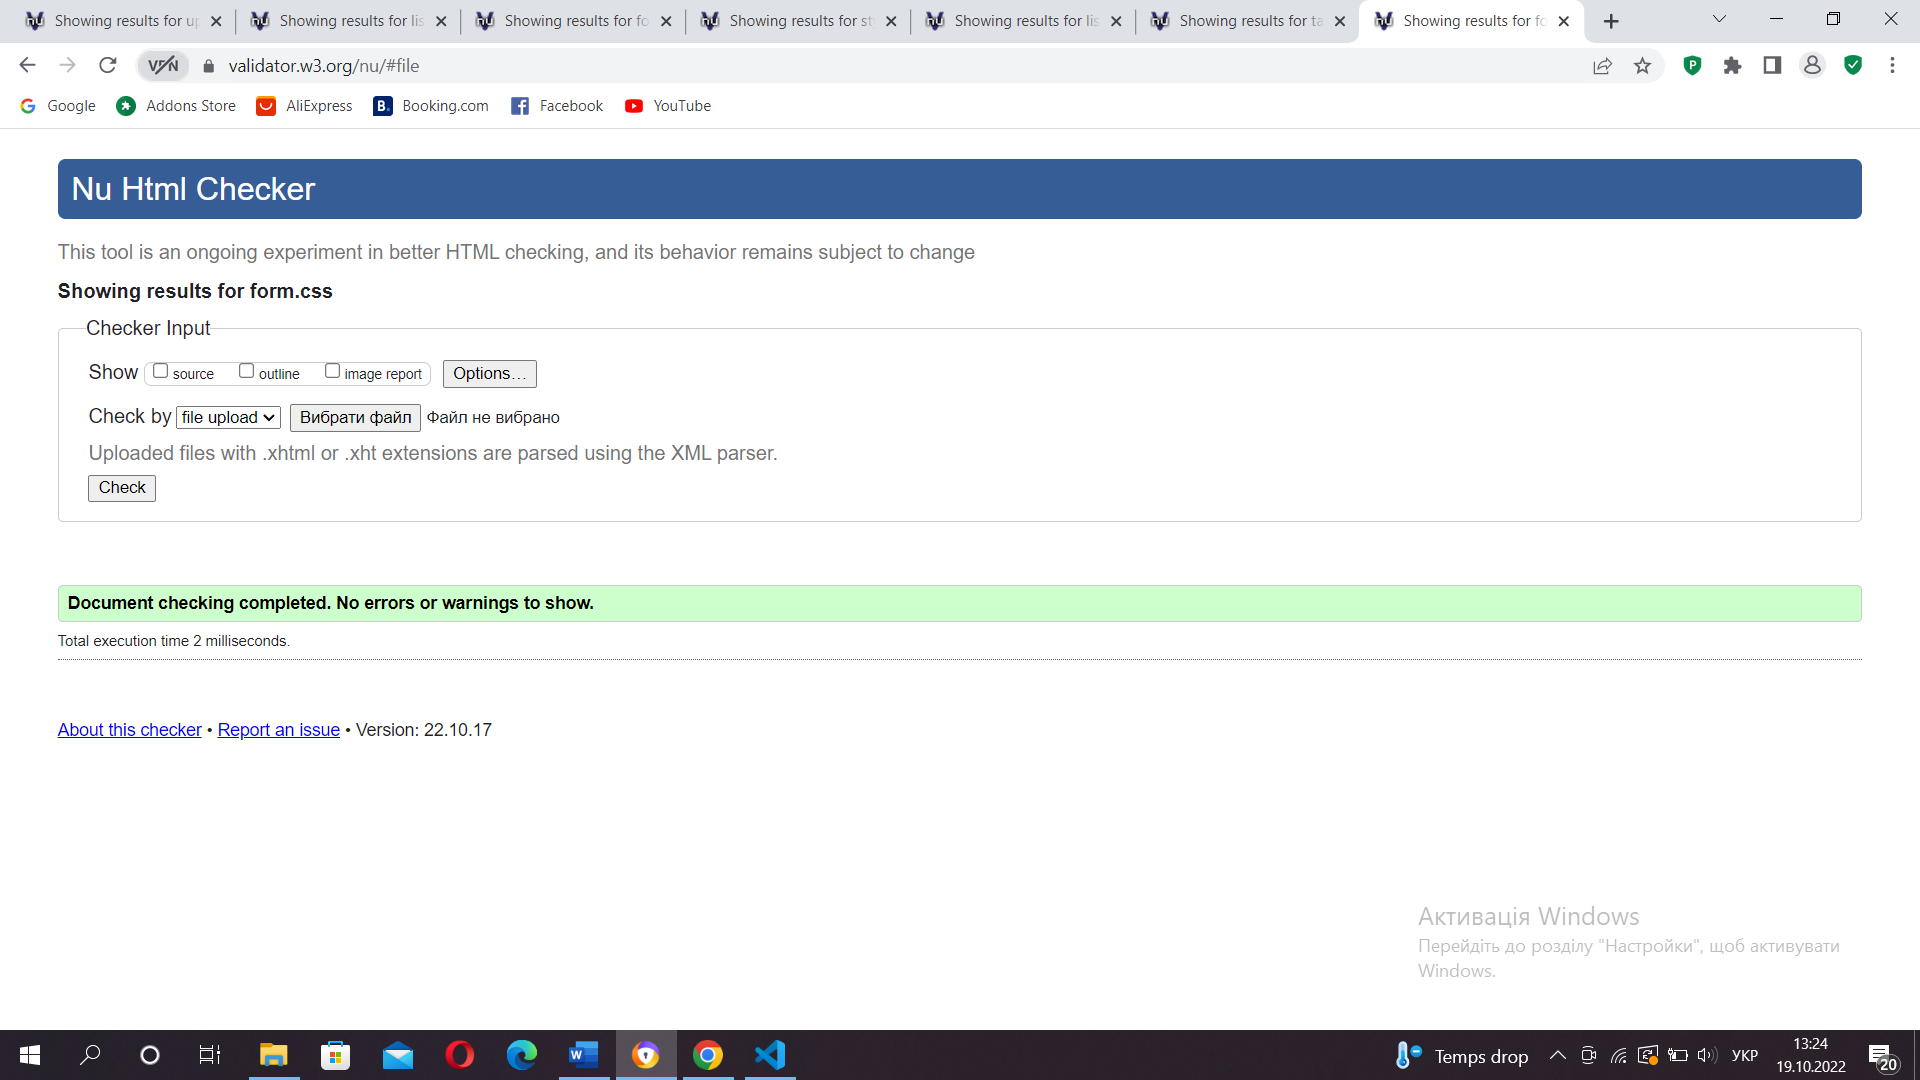 Showing results for up
Showing results for lis
Showing results for fo
Showing results for st
Showing results for lis
Showing results for ta
Showing results for fo
VPN
validator.w3.org/nu/#file
Google
Addons Store
AliExpress
Booking.com
Facebook
YouTube
Nu Html Checker
This tool is an ongoing experiment in better HTML checking, and its behavior remains subject to change
Showing results for form.css
Checker Input
Show source outline image report Options...
Check by file upload Вибрати файл Файл не вибрано
Uploaded files with .xhtml or .xht extensions are parsed using the XML parser.
Check
Document checking completed. No errors or warnings to show.
Total execution time 2 milliseconds.
About this checker • Report an issue • Version: 22.10.17
Активація Windows
Перейдіть до розділу "Настройки", щоб активувати
Windows.
Temps drop
УКР
13:24
19.10.2022
20